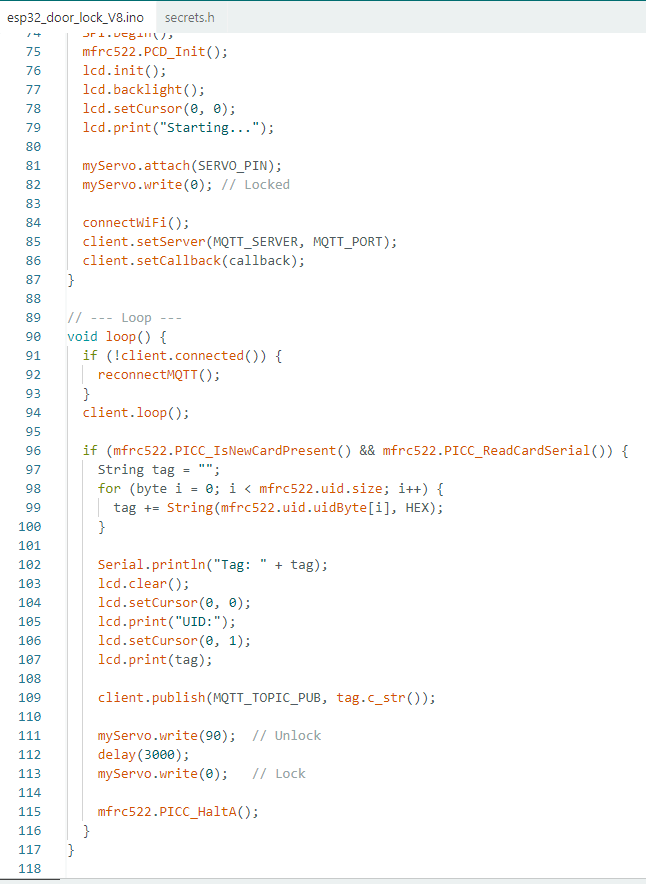 esp32_door_lock_V8.ino secrets.h
74 SPI.begin();
75 mfrc522.PCD_Init();
76 lcd.init();
77 lcd.backlight();
78 lcd.setCursor(0, 0);
79 lcd.print("Starting...");
80
81 myServo.attach(SERVO_PIN);
82 myServo.write(0); // Locked
83
84 connectWiFi();
85 client.setServer(MQTT_SERVER, MQTT_PORT);
86 client.setCallback(callback);
87 }
88
89 // --- Loop ---
90 void loop() {
91 if (!client.connected()) {
92 reconnectMQTT();
93 }
94 client.loop();
95
96 if (mfrc522.PICC_IsNewCardPresent() && mfrc522.PICC_ReadCardSerial()) {
97 String tag = "";
98 for (byte i = 0; i < mfrc522.uid.size; i++) {
99 tag += String(mfrc522.uid.uidByte[i], HEX);
100 }
101
102 Serial.println("Tag: " + tag);
103 lcd.clear();
104 lcd.setCursor(0, 0);
105 lcd.print("UID:");
106 lcd.setCursor(0, 1);
107 lcd.print(tag);
108
109 client.publish(MQTT_TOPIC_PUB, tag.c_str());
110
111 myServo.write(90); // Unlock
112 delay(3000);
113 myServo.write(0); // Lock
114
115 mfrc522.PICC_HaltA();
116 }
117 }
118